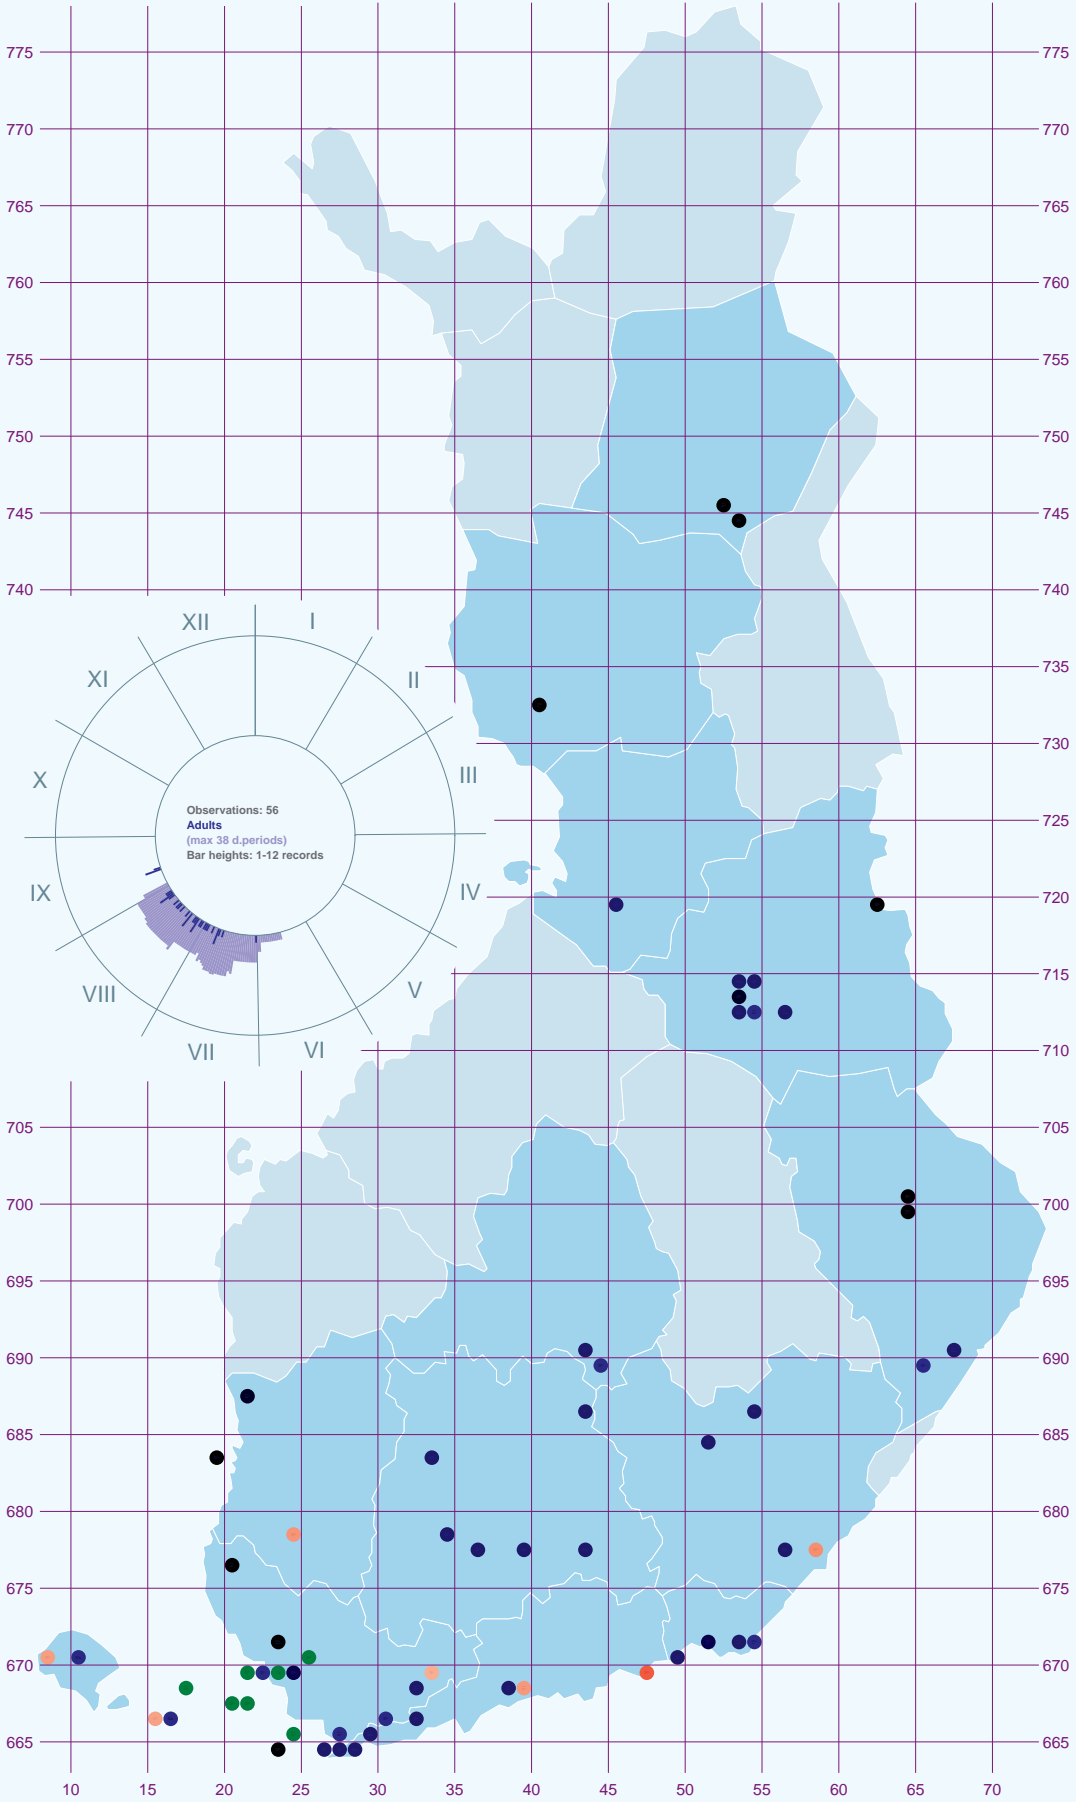 775 775
770 770
765 765
760 760
755 755
750 750
745 745
740 740
XII I
XI II
735
730
X III
Observations: 56
Adults
(max 38 d.periods)
Bar heights: 1-12 records
725
IX IV
720
715
VIII V
VII VI
710
705 705
700 700
695 695
690 690
685 685
680 680
675 675
670 670
665 665
10 15 20 25 30 35 40 45 50 55 60 65 70